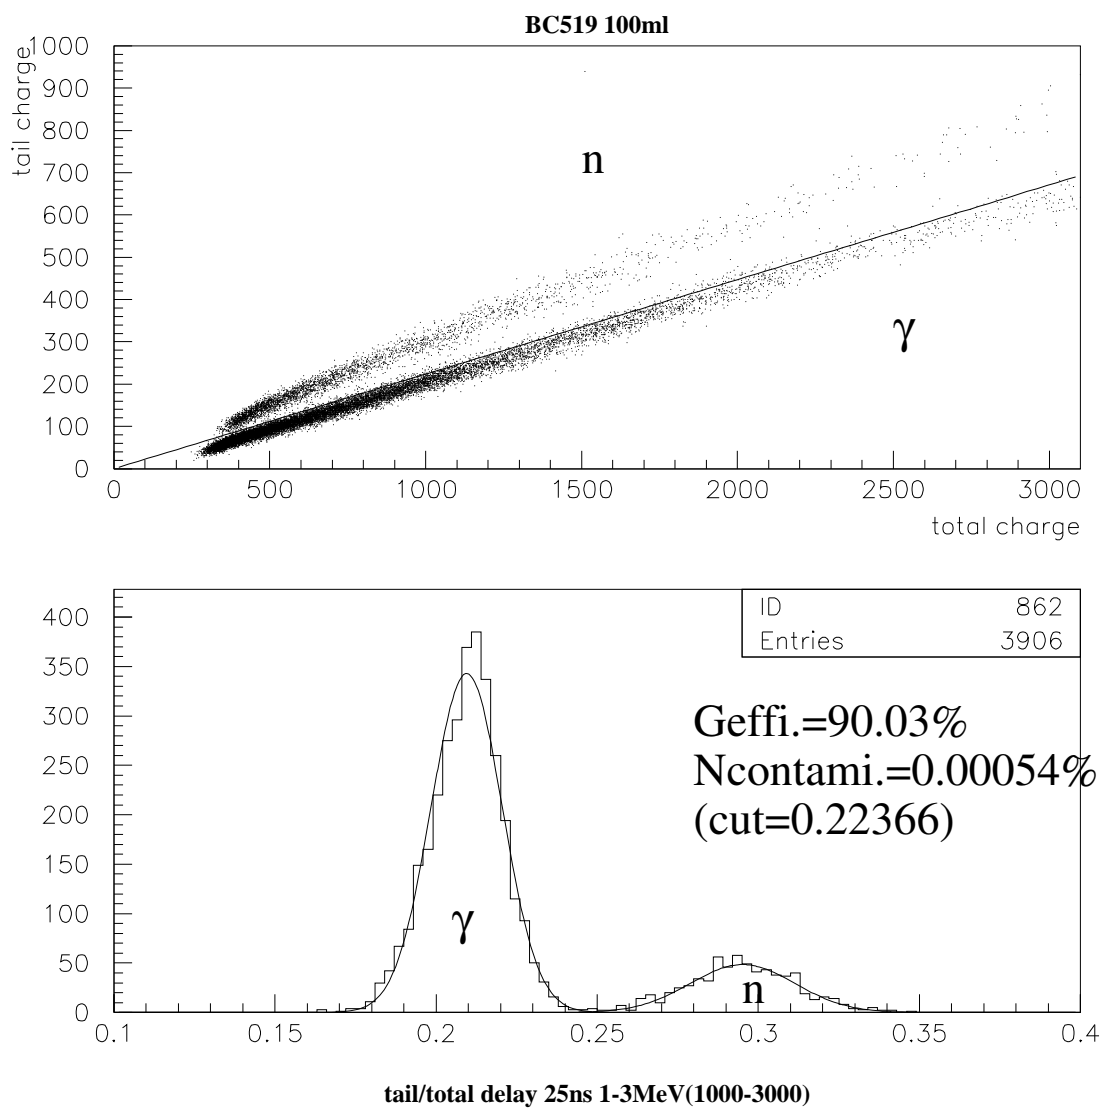 BC519 100ml
tail charge
1000
900
800
700
600
500
400
300
200
100
0
n
γ
0 500 1000 1500 2000 2500 3000
total charge
ID 862
Entries 3906
400
350
300
250
200
150
100
50
0
Geffi.=90.03%
Ncontami.=0.00054%
(cut=0.22366)
γ
n
0.1 0.15 0.2 0.25 0.3 0.35 0.4
tail/total delay 25ns 1-3MeV(1000-3000)